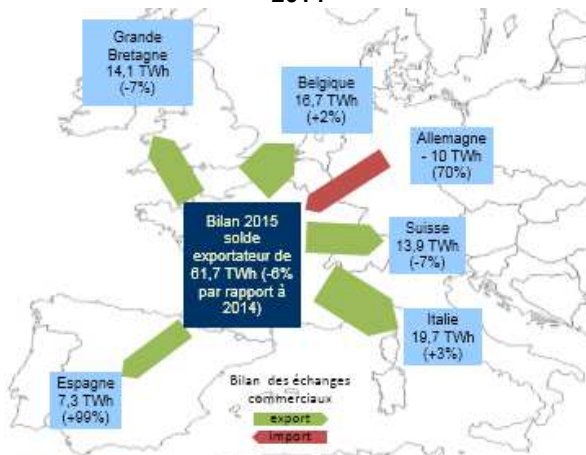 2014
Grande
Bretagne
14,1 TWh
(-7%)
Belgique
16,7 TWh
(+2%)
Allemagne
- 10 TWh
(70%)
Bilan 2015
solde
exportateur de
61,7 TWh (-6%
par rapport à
2014)
Suisse
13,9 TWh
(-7%)
Italie
19,7 TWh
(+3%)
Espagne
7,3 TWh
(+99%)
Bilan des échanges
commerciaux
export
import